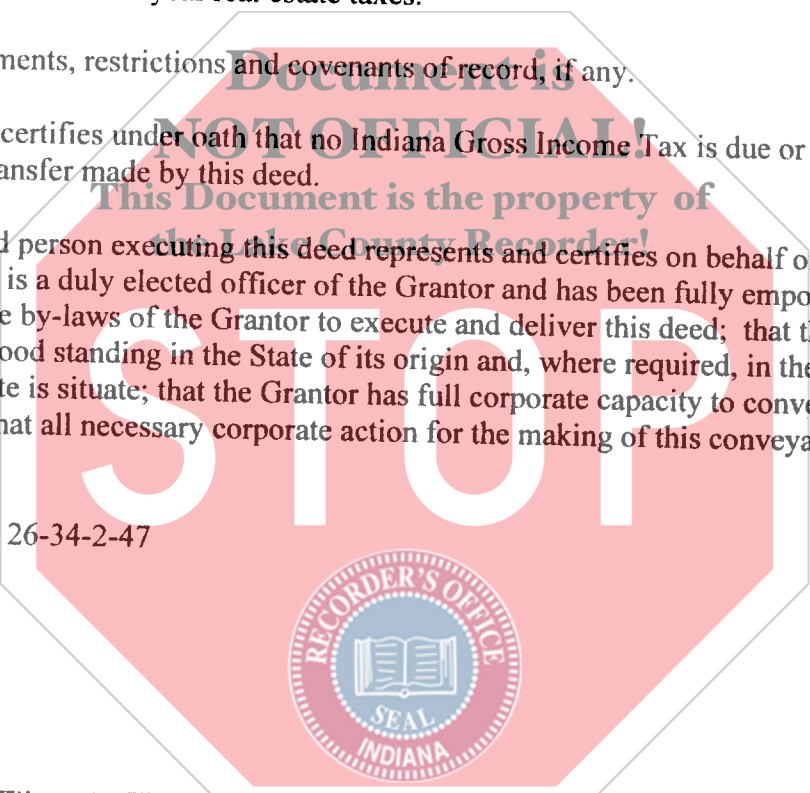 real estate taxes.
ments, restrictions and covenants of record, if any.
Document is
certifies under oath that no Indiana Gross Income Tax is due or
NOT OFFICIAL!
ansfer made by this deed.
This Document is the property of
d person executing this deed represents and certifies on behalf o
the Lake County Recorder!
is a duly elected officer of the Grantor and has been fully empo
e by-laws of the Grantor to execute and deliver this deed; that t
ood standing in the State of its origin and, where required, in the
te is situate; that the Grantor has full corporate capacity to conve
hat all necessary corporate action for the making of this conveya
STOP
26-34-2-47
RECORDER'S OFFICE
SEAL
INDIANA